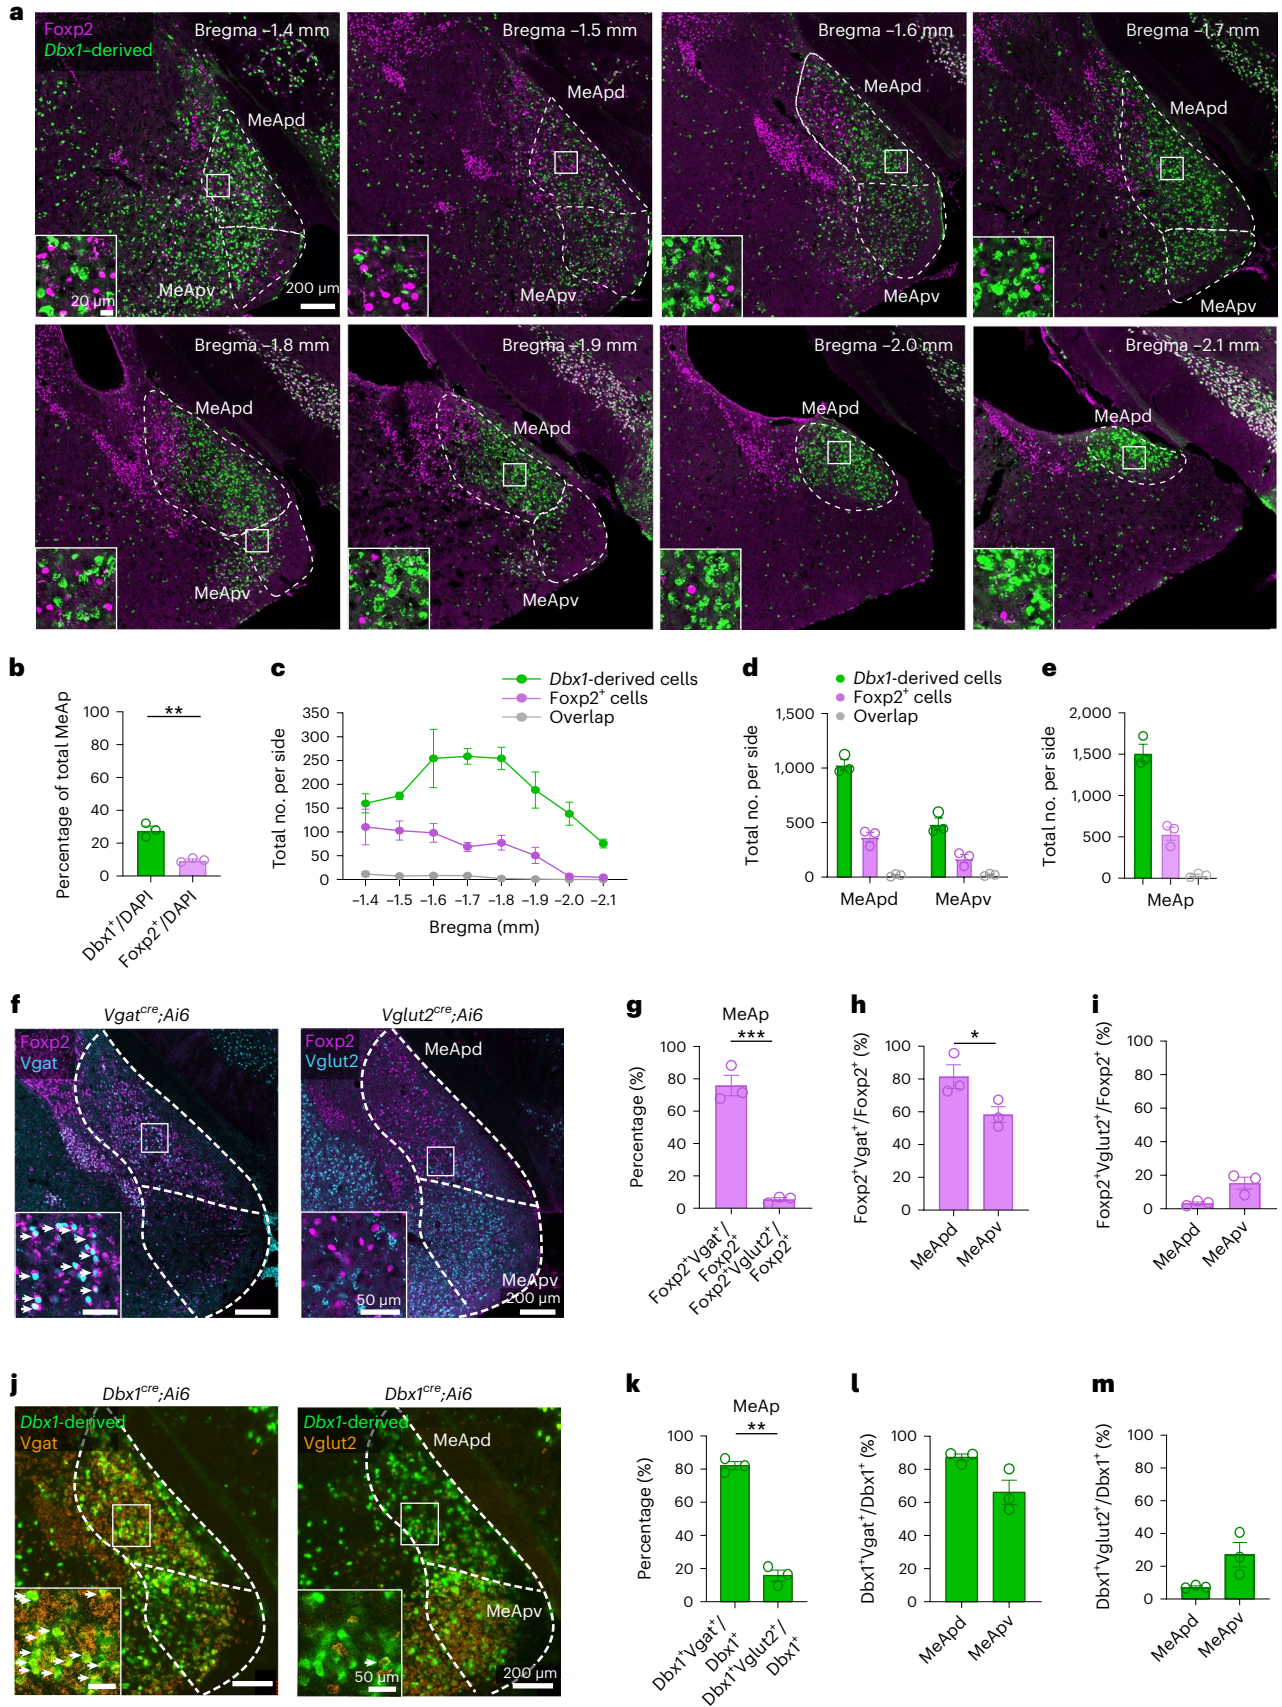 a
Foxp2
Dbx1-derived
Bregma –1.4 mm
MeApd
MeApv
20 µm
200 µm
Bregma –1.5 mm
MeApd
Bregma –1.6 mm
MeApd
MeApv
Bregma –1.7 mm
MeApv
Bregma –1.8 mm
MeApd
MeApv
Bregma –1.9 mm
MeApd
MeApv
Bregma –2.0 mm
MeApd
Bregma –2.1 mm
MeApd
b
Percentage of total MeAp
100
80
60
40
20
0
**
Dbx1+/DAPI
Foxp2+/DAPI
c
Dbx1-derived cells
Foxp2+ cells
Overlap
Total no. per side
350
300
250
200
150
100
50
0
–1.4 –1.5 –1.6 –1.7 –1.8 –1.9 –2.0 –2.1
Bregma (mm)
d
Dbx1-derived cells
Foxp2+ cells
Overlap
Total no. per side
1,500
1,000
500
0
MeApd MeApv
e
Total no. per side
2,000
1,500
1,000
500
0
MeAp
f
Vgatcre;Ai6
Foxp2
Vgat
Vglut2cre;Ai6
Foxp2
Vglut2
MeApd
MeApv
50 µm
200 µm
g
MeAp
***
Percentage (%)
100
80
60
40
20
0
Foxp2+Vgat+/
Foxp2+
Foxp2+Vglut2+/
Foxp2+
h
*
Foxp2+Vgat+/Foxp2+ (%)
100
80
60
40
20
0
MeApd
MeApv
i
Foxp2+Vglut2+/Foxp2+ (%)
100
80
60
40
20
0
MeApd
MeApv
j
Dbx1cre;Ai6
Dbx1-derived
Vgat
Dbx1cre;Ai6
Dbx1-derived
Vglut2
MeApd
MeApv
50 µm
200 µm
k
MeAp
**
Percentage (%)
100
80
60
40
20
0
Dbx1+Vgat+/
Dbx1+
Dbx1+Vglut2+/
Dbx1+
l
Dbx1+Vgat+/Dbx1+ (%)
100
80
60
40
20
0
MeApd
MeApv
m
Dbx1+Vglut2+/Dbx1+ (%)
100
80
60
40
20
0
MeApd
MeApv